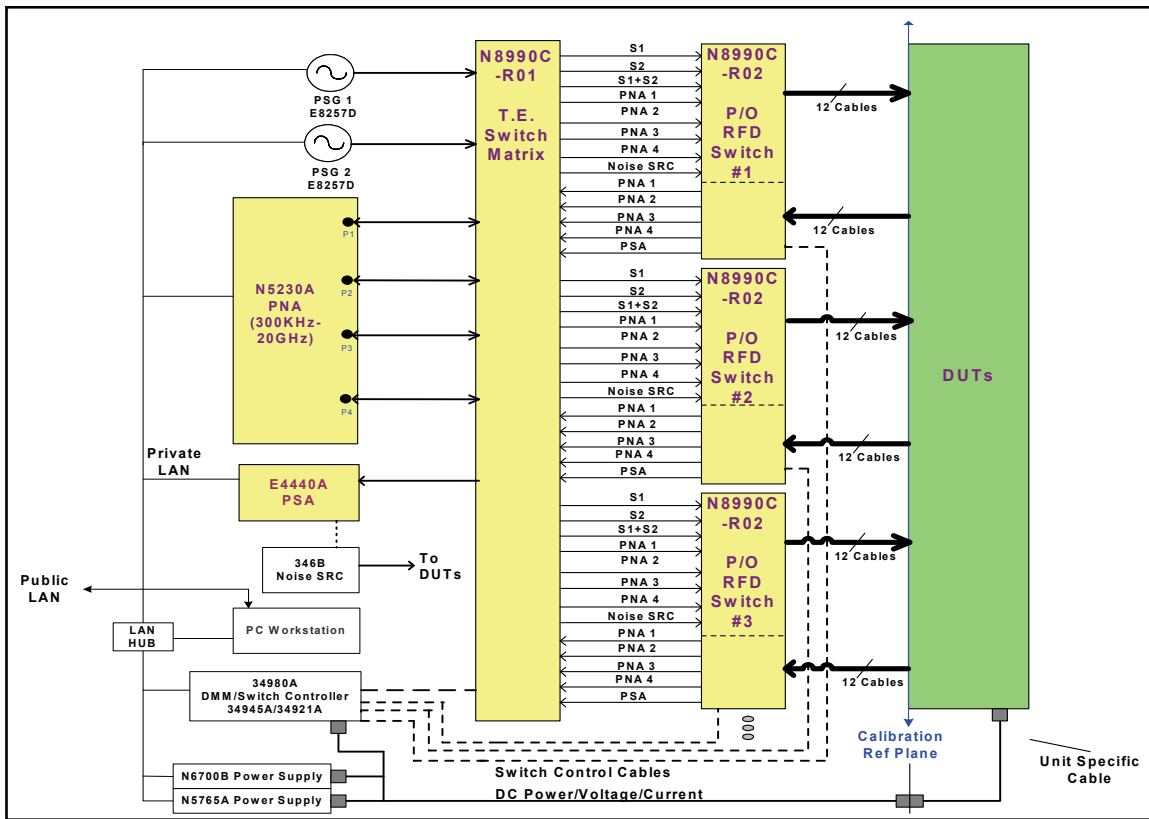 PSG 1
E8257D
PSG 2
E8257D
N5230A
PNA
(300KHz-
20GHz)
P1
P2
P3
P4
Private
LAN
E4440A
PSA
346B
Noise SRC
To
DUTs
Public
LAN
LAN
HUB
PC Workstation
34980A
DMM/Switch Controller
34945A/34921A
N6700B Power Supply
N5765A Power Supply
N8990C
-R01
T.E.
Switch
Matrix
S1
S2
S1+S2
PNA 1
PNA 2
PNA 3
PNA 4
Noise SRC
PNA 1
PNA 2
PNA 3
PNA 4
PSA
N8990C
-R02
P/O
RFD
Switch
#1
12 Cables
12 Cables
S1
S2
S1+S2
PNA 1
PNA 2
PNA 3
PNA 4
Noise SRC
PNA 1
PNA 2
PNA 3
PNA 4
PSA
N8990C
-R02
P/O
RFD
Switch
#2
12 Cables
12 Cables
S1
S2
S1+S2
PNA 1
PNA 2
PNA 3
PNA 4
Noise SRC
PNA 1
PNA 2
PNA 3
PNA 4
PSA
N8990C
-R02
P/O
RFD
Switch
#3
12 Cables
12 Cables
DUTs
Calibration
Ref Plane
Unit Specific
Cable
Switch Control Cables
DC Power/Voltage/Current